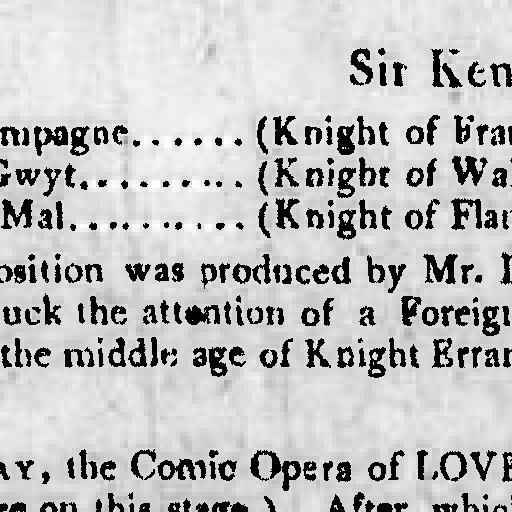 Sir Ken
mpagne...... (Knight of Fra
Gwyt.......... (Knight of Wal
Mal........... (Knight of Flan
osition was produced by Mr. D
uck the attention of a Foreign
the middle age of Knight Erran
AY, the Comic Opera of LOVE
re on this stage.) After which